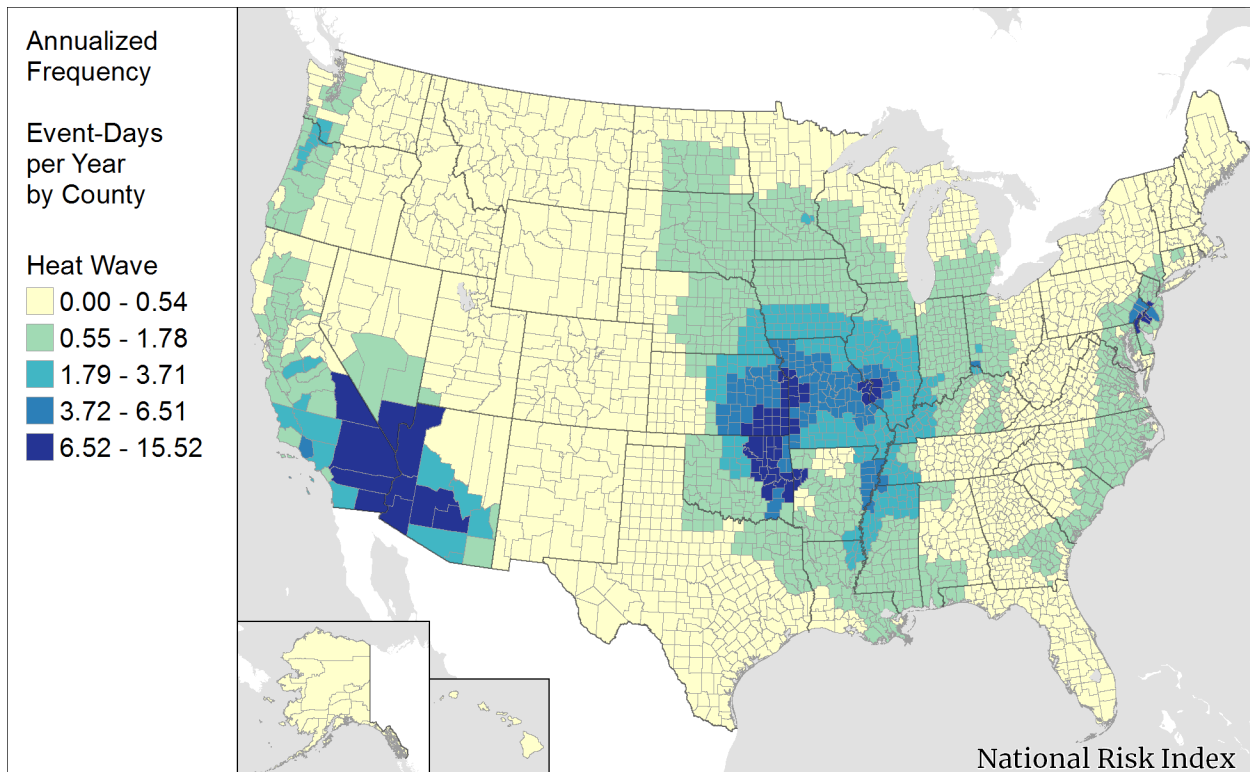 Annualized
Frequency
Event-Days
per Year
by County
Heat Wave
0.00 - 0.54
0.55 - 1.78
1.79 - 3.71
3.72 - 6.51
6.52 - 15.52
National Risk Index